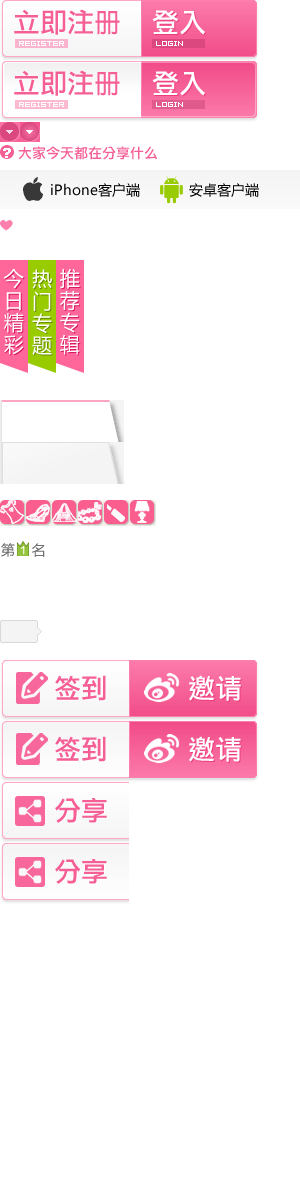 立即注册 登入
REGISTER LOGIN
立即注册 登入
REGISTER LOGIN
大家今天都在分享什么
iPhone客户端 安卓客户端
今日精彩
热门专题
推荐专辑
第1名
签到 邀请
签到 邀请
分享
分享